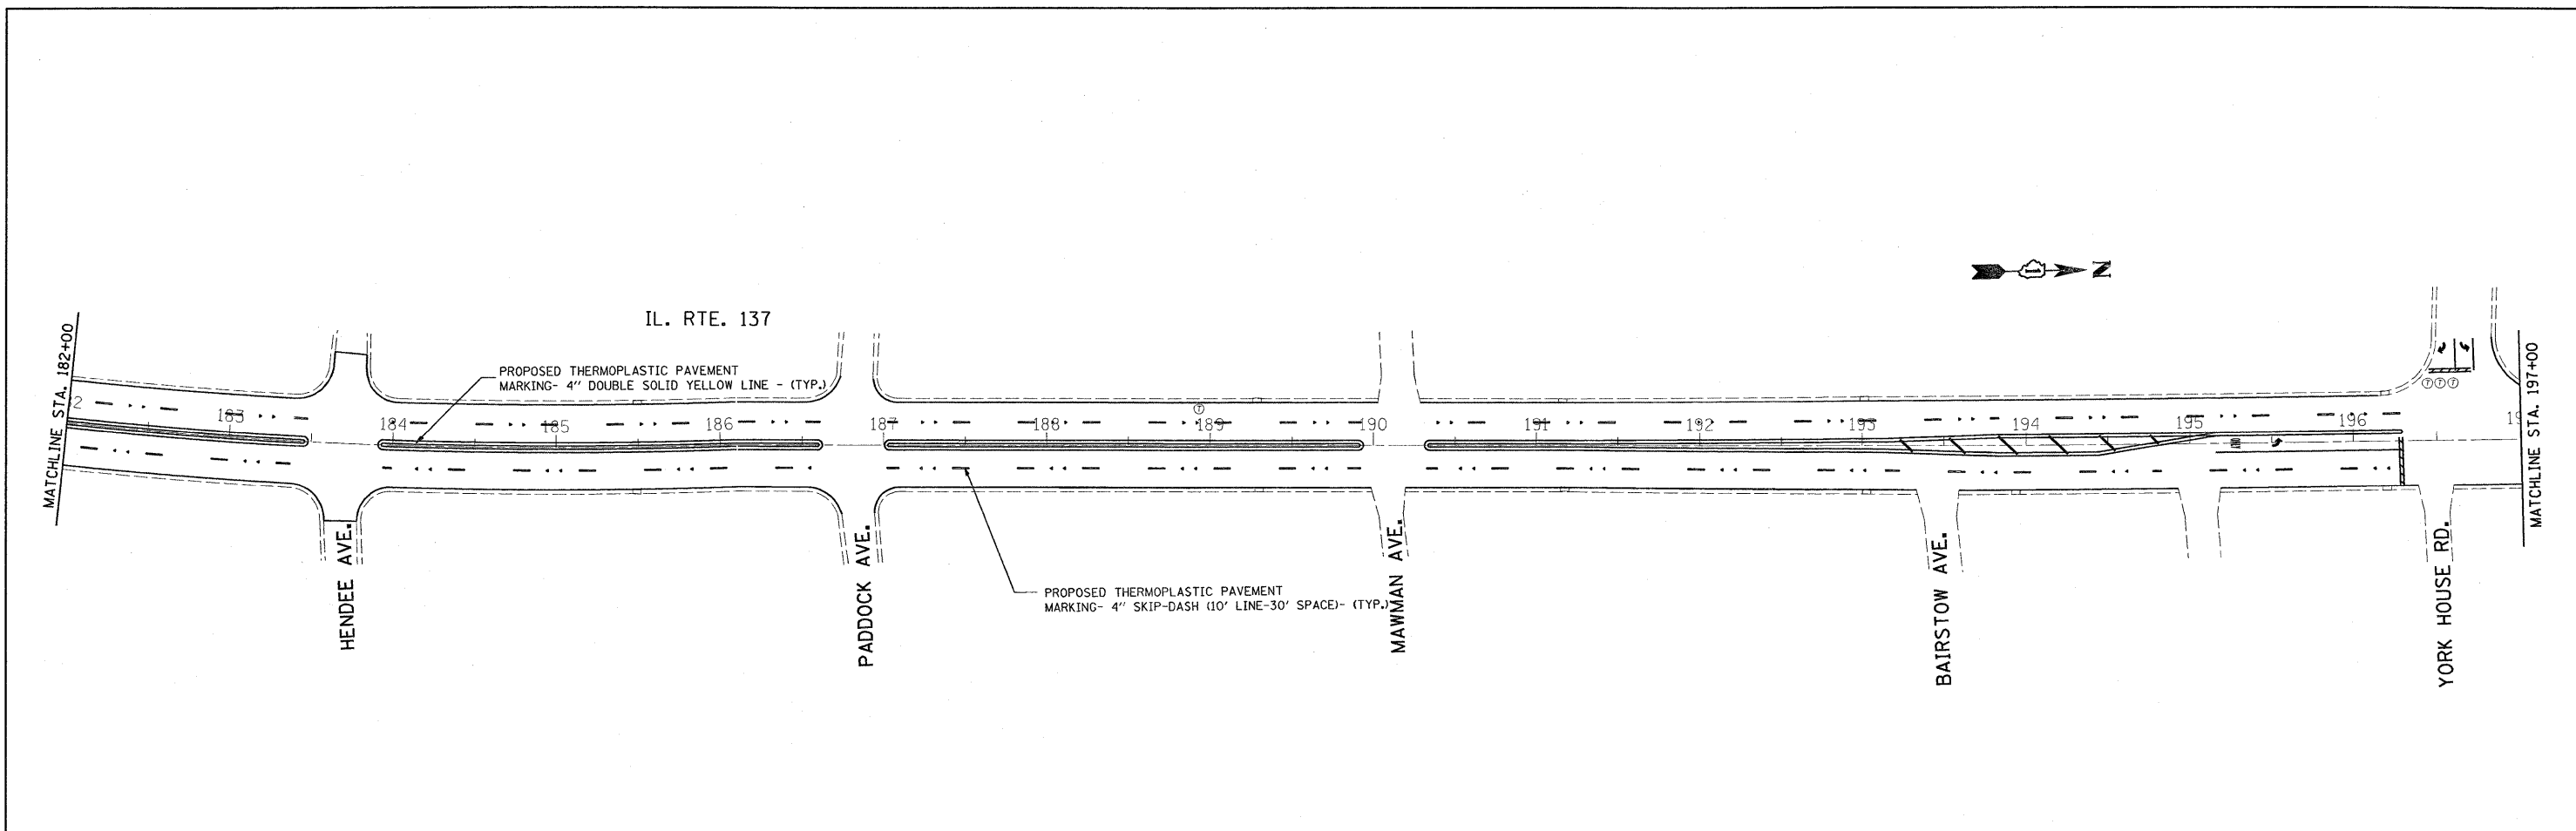 IL. RTE. 137
N
MATCHLINE STA. 182+00
PROPOSED THERMOPLASTIC PAVEMENT
MARKING- 4" DOUBLE SOLID YELLOW LINE - (TYP.)
183 184 185 186 187 188 189 190 191 192 193 194 195 196
T
T T T
MATCHLINE STA. 197+00
PROPOSED THERMOPLASTIC PAVEMENT
MARKING- 4" SKIP-DASH (10' LINE-30' SPACE)- (TYP.)
HENDEE AVE.
PADDOCK AVE.
MAWMAN AVE.
BAIRSTOW AVE.
YORK HOUSE RD.